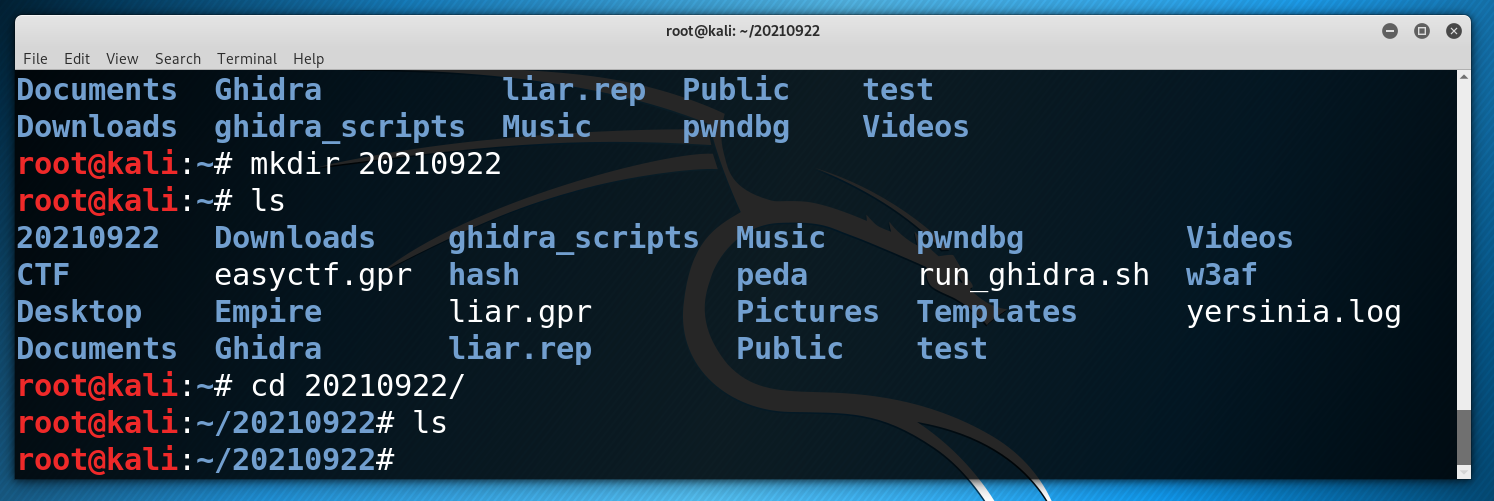 root@kali: ~/20210922
File Edit View Search Terminal Help
Documents  Ghidra          liar.rep  Public    test
Downloads  ghidra_scripts  Music     pwndbg    Videos
root@kali:~# mkdir 20210922
root@kali:~# ls
20210922   Downloads    ghidra_scripts  Music     pwndbg         Videos
CTF        easyctf.gpr  hash            peda      run_ghidra.sh  w3af
Desktop    Empire       liar.gpr        Pictures  Templates      yersinia.log
Documents  Ghidra       liar.rep        Public    test
root@kali:~# cd 20210922/
root@kali:~/20210922# ls
root@kali:~/20210922#